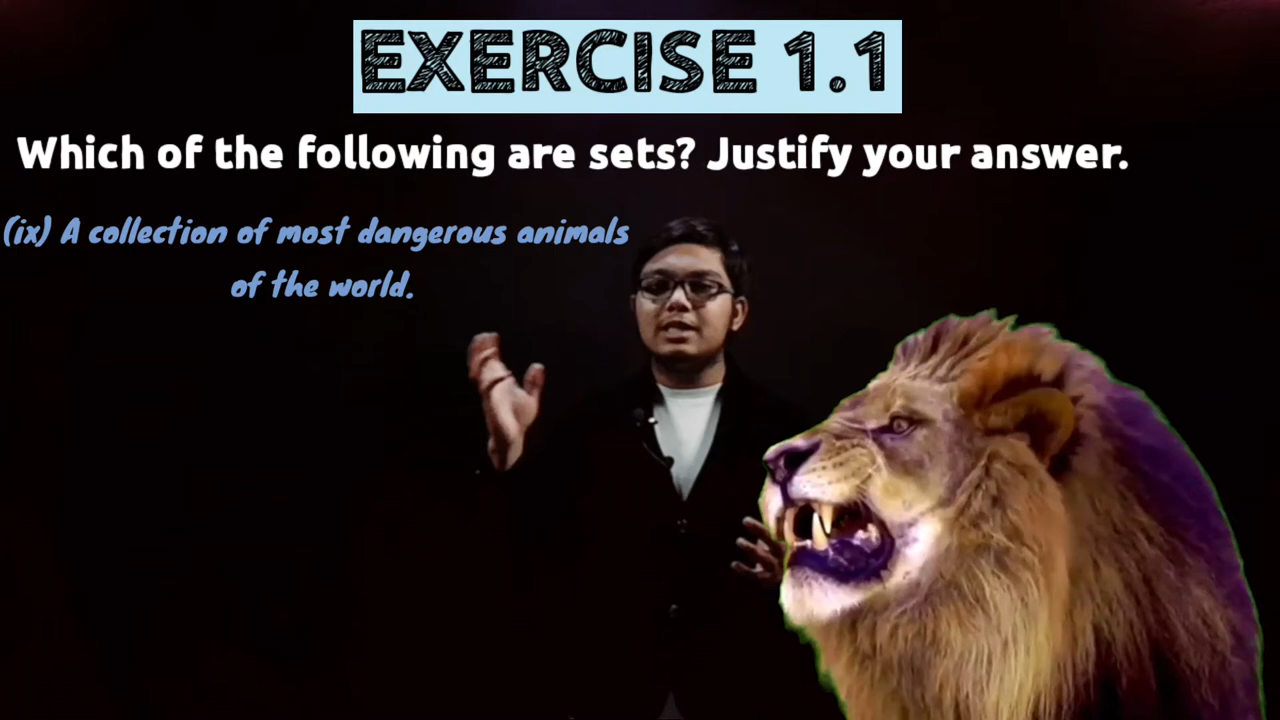 EXERCISE 1.1
Which of the following are sets? Justify your answer.
(ix) A collection of most dangerous animals
of the world.